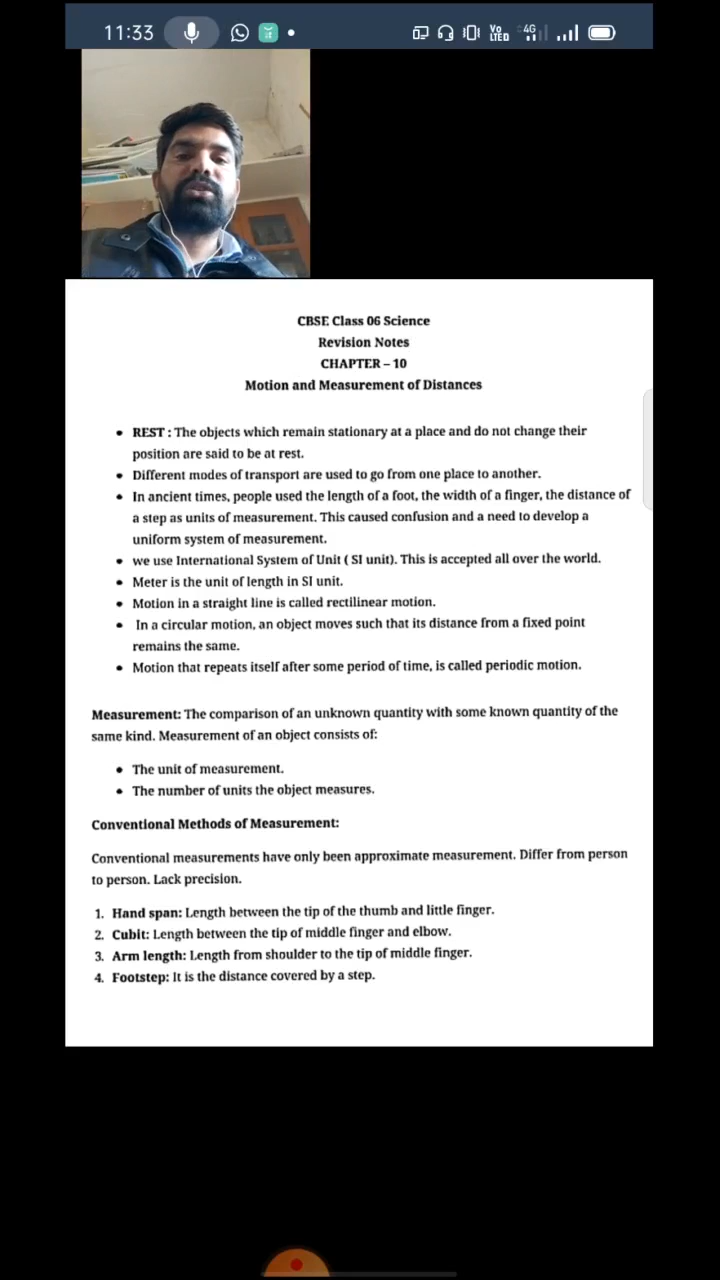 11:33
Vo
LTED
4G
CBSE Class 06 Science
Revision Notes
CHAPTER – 10
Motion and Measurement of Distances
• REST : The objects which remain stationary at a place and do not change their
position are said to be at rest.
• Different modes of transport are used to go from one place to another.
• In ancient times, people used the length of a foot, the width of a finger, the distance of
a step as units of measurement. This caused confusion and a need to develop a
uniform system of measurement.
• we use International System of Unit ( SI unit). This is accepted all over the world.
• Meter is the unit of length in SI unit.
• Motion in a straight line is called rectilinear motion.
• In a circular motion, an object moves such that its distance from a fixed point
remains the same.
• Motion that repeats itself after some period of time, is called periodic motion.
Measurement: The comparison of an unknown quantity with some known quantity of the
same kind. Measurement of an object consists of:
• The unit of measurement.
• The number of units the object measures.
Conventional Methods of Measurement:
Conventional measurements have only been approximate measurement. Differ from person
to person. Lack precision.
1. Hand span: Length between the tip of the thumb and little finger.
2. Cubit: Length between the tip of middle finger and elbow.
3. Arm length: Length from shoulder to the tip of middle finger.
4. Footstep: It is the distance covered by a step.